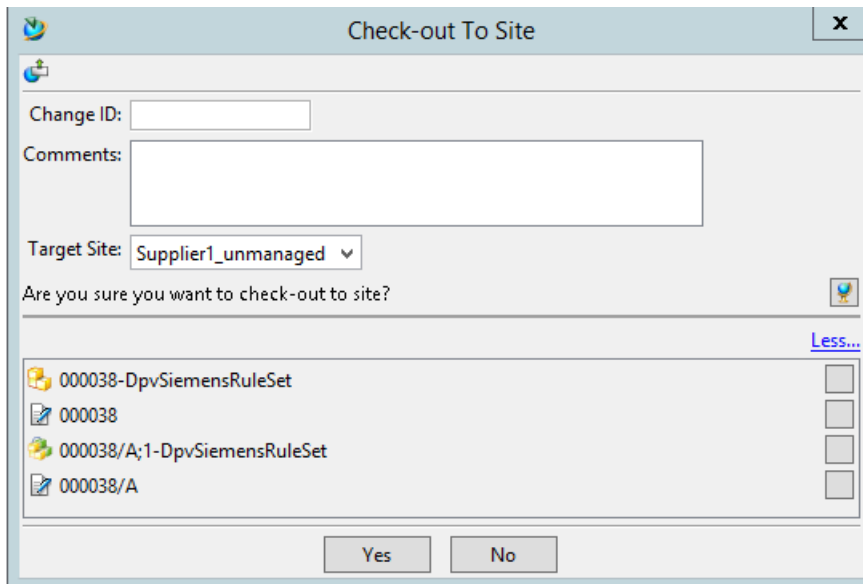 Check-out To Site
x
Change ID:
Comments:
Target Site: Supplier1_unmanaged
Are you sure you want to check-out to site?
Less...
000038-DpvSiemensRuleSet
000038
000038/A;1-DpvSiemensRuleSet
000038/A
Yes No